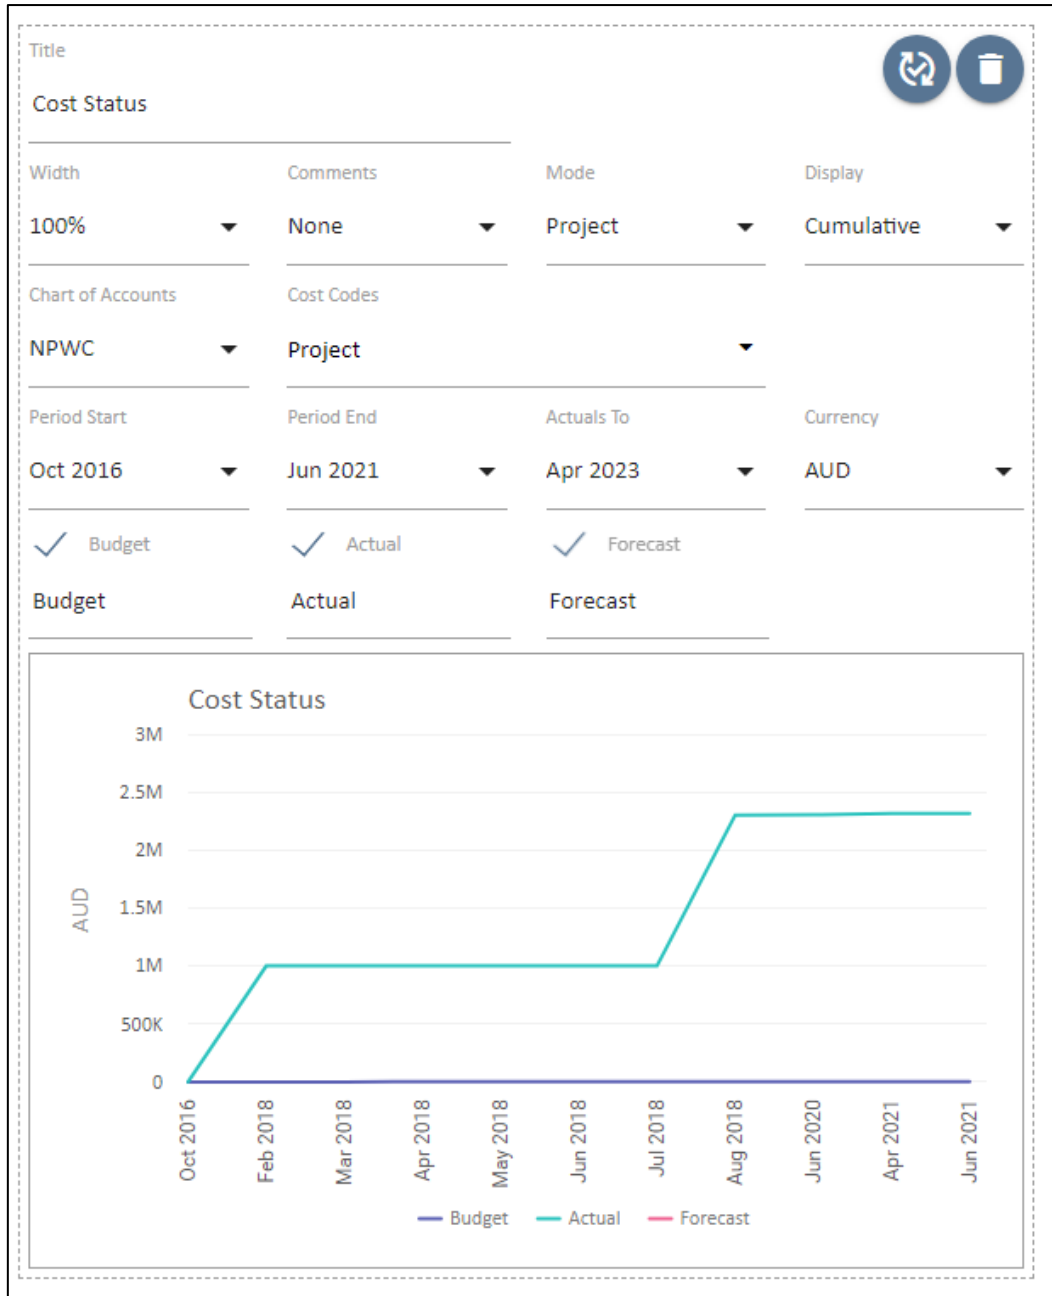 Title
Cost Status
Width Comments Mode Display
100% None Project Cumulative
Chart of Accounts Cost Codes
NPWC Project
Period Start Period End Actuals To Currency
Oct 2016 Jun 2021 Apr 2023 AUD
Budget Actual Forecast
Budget Actual Forecast
Cost Status
3M
2.5M
2M
1.5M
1M
500K
0
AUD
Oct 2016
Feb 2018
Mar 2018
Apr 2018
May 2018
Jun 2018
Jul 2018
Aug 2018
Jun 2020
Apr 2021
Jun 2021
Budget Actual Forecast